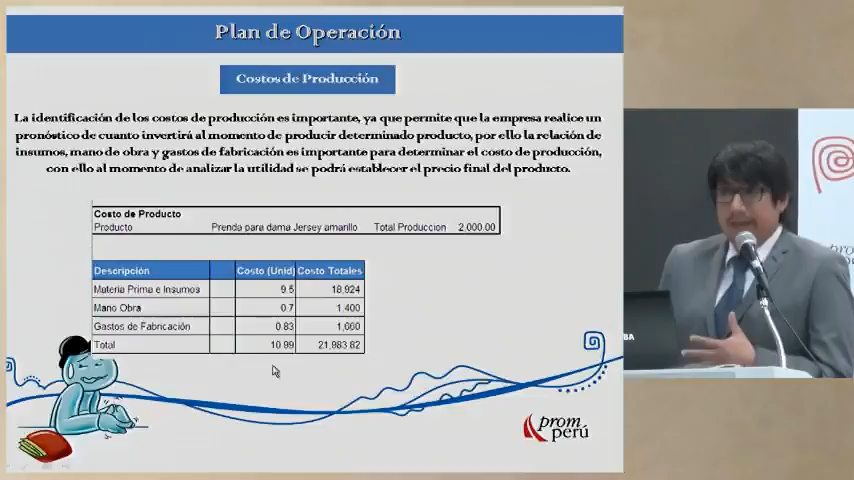 Plan de Operación
Costos de Producción
La identificación de los costos de producción es importante, ya que permite que la empresa realice un
pronóstico de cuanto invertirá al momento de producir determinado producto, por ello la relación de
insumos, mano de obra y gastos de fabricación es importante para determinar el costo de producción,
con ello al momento de analizar la utilidad se podrá establecer el precio final del producto.
Costo de Producto
Producto Prenda para dama Jersey amarillo Total Produccion 2,000.00
Descripción Costo (Unid) Costo Totales
Materia Prima e Insumos 9.5 18,924
Mano Obra 0.7 1,400
Gastos de Fabricación 0.83 1,660
Total 10.99 21,983.82
prom
perú